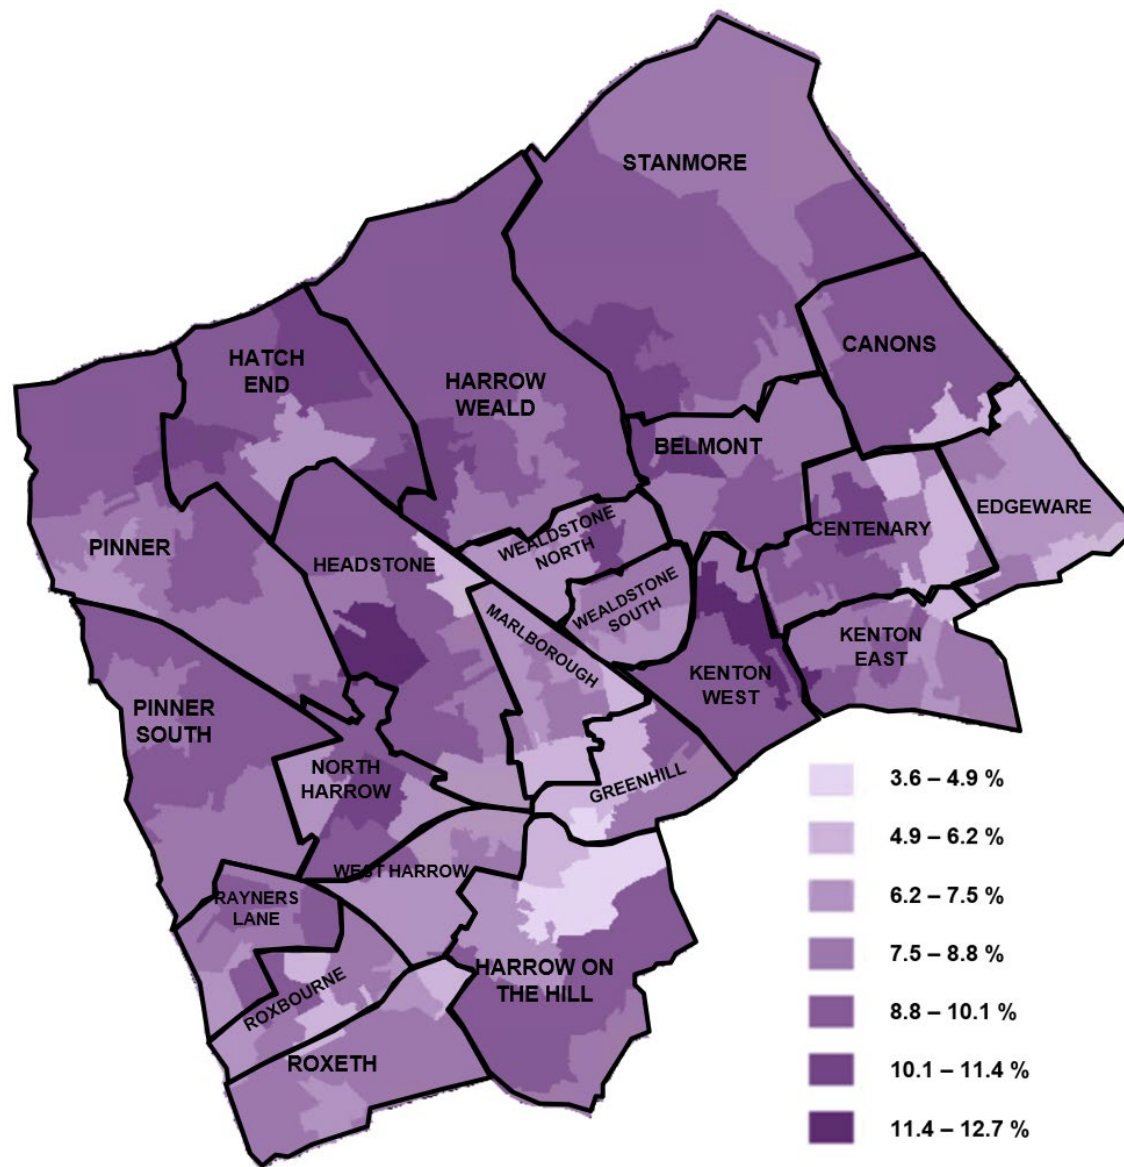 STANMORE
CANONS
HATCH
END
HARROW
WEALD
BELMONT
EDGEWARE
CENTENARY
PINNER
HEADSTONE
WEALDSTONE
NORTH
WEALDSTONE
SOUTH
MARLBOROUGH
KENTON
EAST
KENTON
WEST
PINNER
SOUTH
NORTH
HARROW
GREENHILL
WEST HARROW
RAYNERS
LANE
HARROW ON
THE HILL
ROXBOURNE
ROXETH
3.6 – 4.9 %
4.9 – 6.2 %
6.2 – 7.5 %
7.5 – 8.8 %
8.8 – 10.1 %
10.1 – 11.4 %
11.4 – 12.7 %